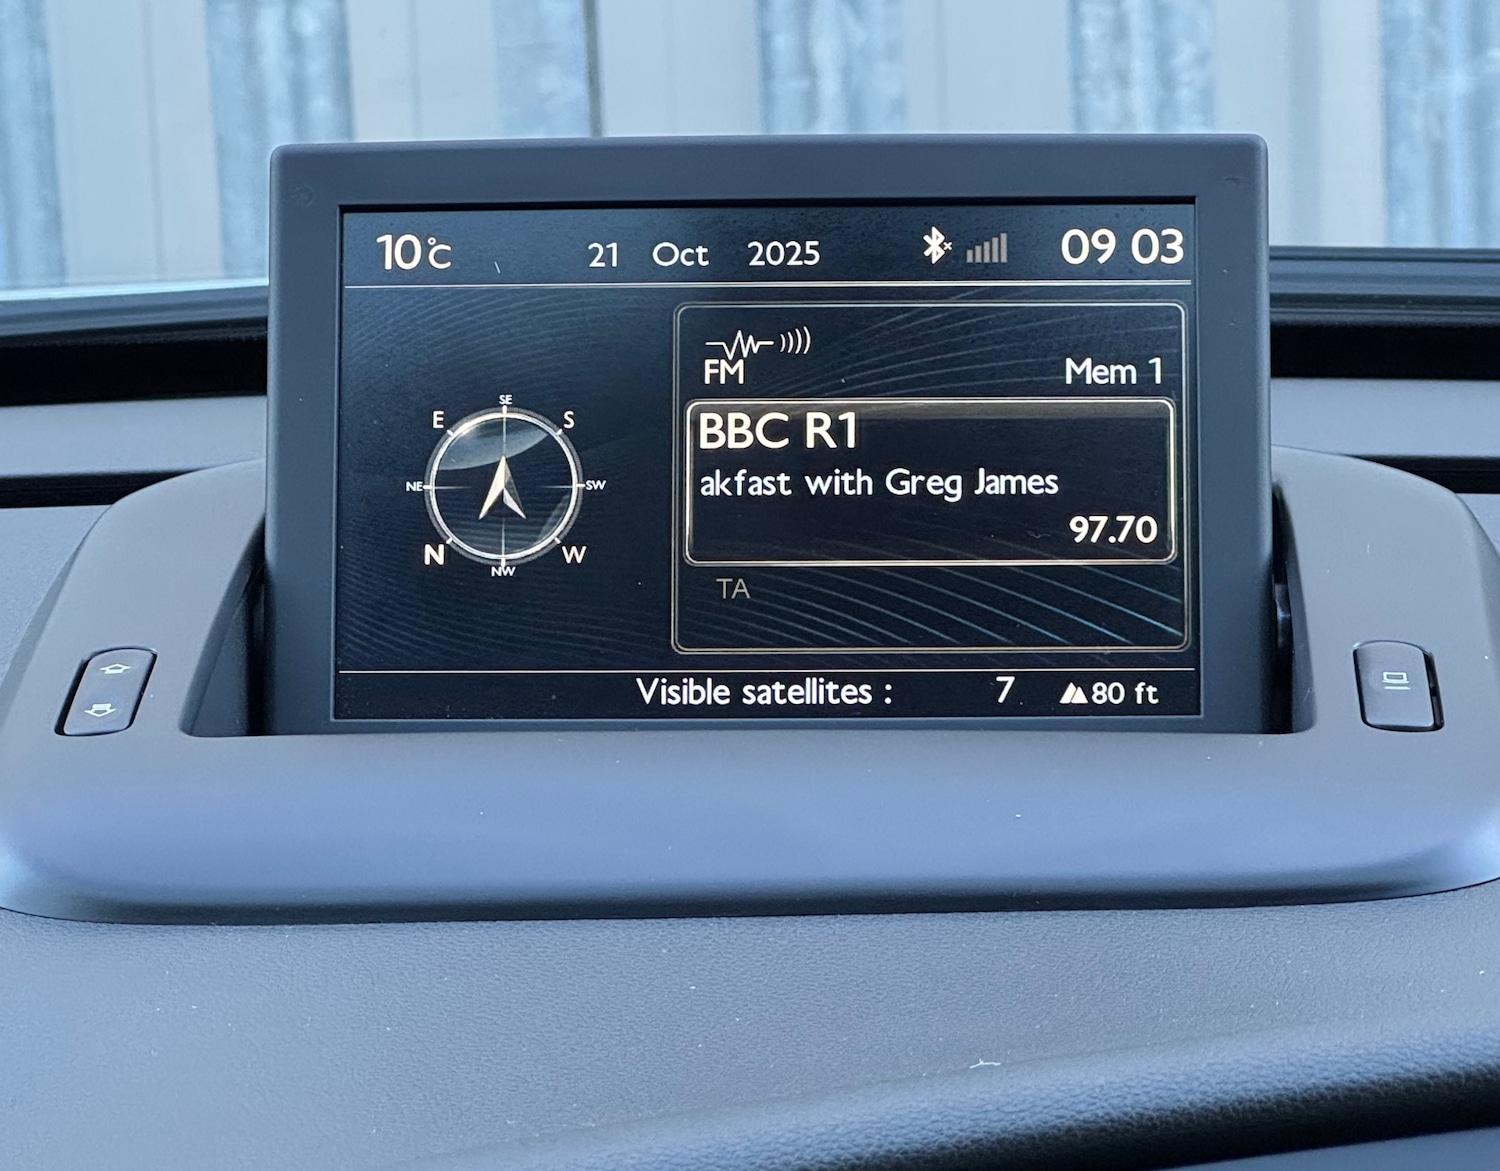 10°C 21 Oct 2025 09 03
FM
Mem 1
BBC R1
akfast with Greg James
97.70
TA
SE
E S
NE SW
N W
NW
Visible satellites : 7 80 ft